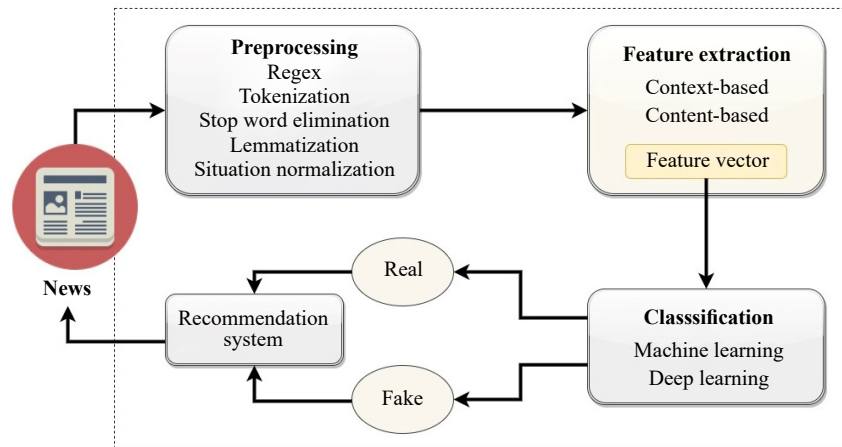 Preprocessing
Regex
Tokenization
Stop word elimination
Lemmatization
Situation normalization
Feature extraction
Context-based
Content-based
Feature vector
News
Real
Recommendation
system
Fake
Classsification
Machine learning
Deep learning